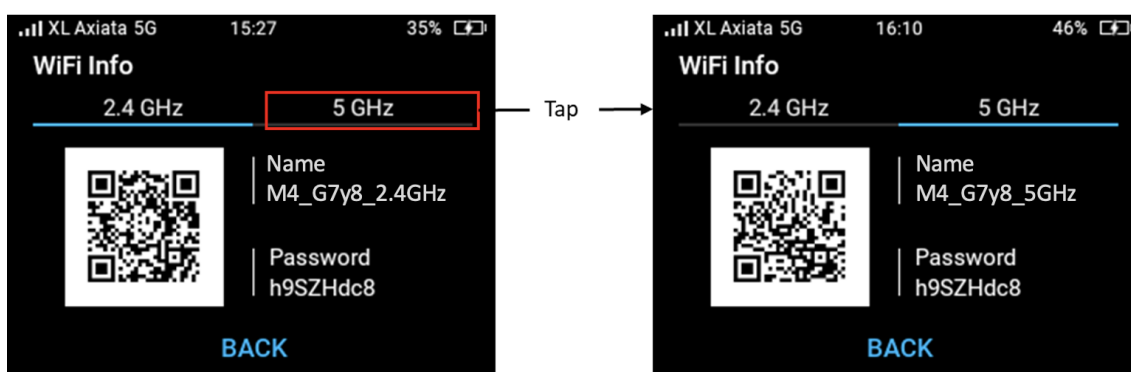 XL Axiata 5G 15:27 35%
WiFi Info
2.4 GHz 5 GHz
Name
M4_G7y8_2.4GHz
Password
h9SZHdc8
BACK
Tap
XL Axiata 5G 16:10 46%
WiFi Info
2.4 GHz 5 GHz
Name
M4_G7y8_5GHz
Password
h9SZHdc8
BACK